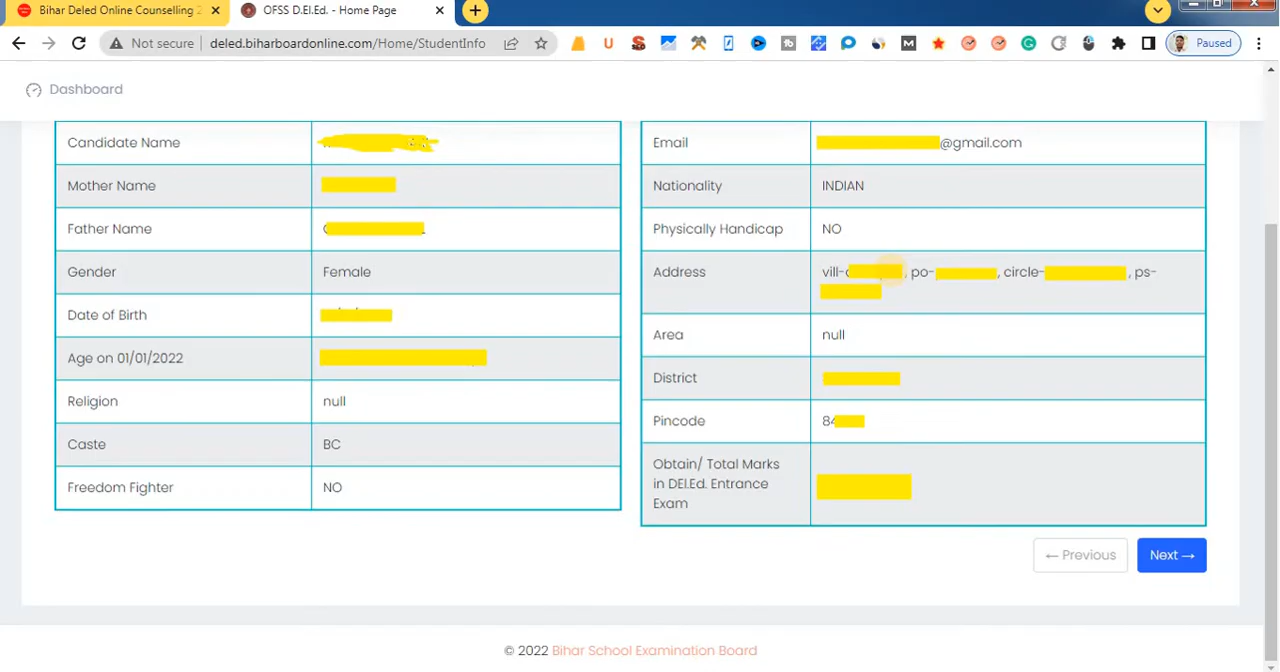 Bihar Deled Online Counselling 2
OFSS D.El.Ed. - Home Page
Not secure
deled.biharboardonline.com/Home/StudentInfo
Paused
Dashboard
Candidate Name
Mother Name
Father Name
Gender Female
Date of Birth
Age on 01/01/2022
Religion null
Caste BC
Freedom Fighter NO
Email @gmail.com
Nationality INDIAN
Physically Handicap NO
Address vill- , po- , circle- , ps-
Area null
District
Pincode 84
Obtain/ Total Marks
in DEl.Ed. Entrance
Exam
← Previous Next →
© 2022 Bihar School Examination Board